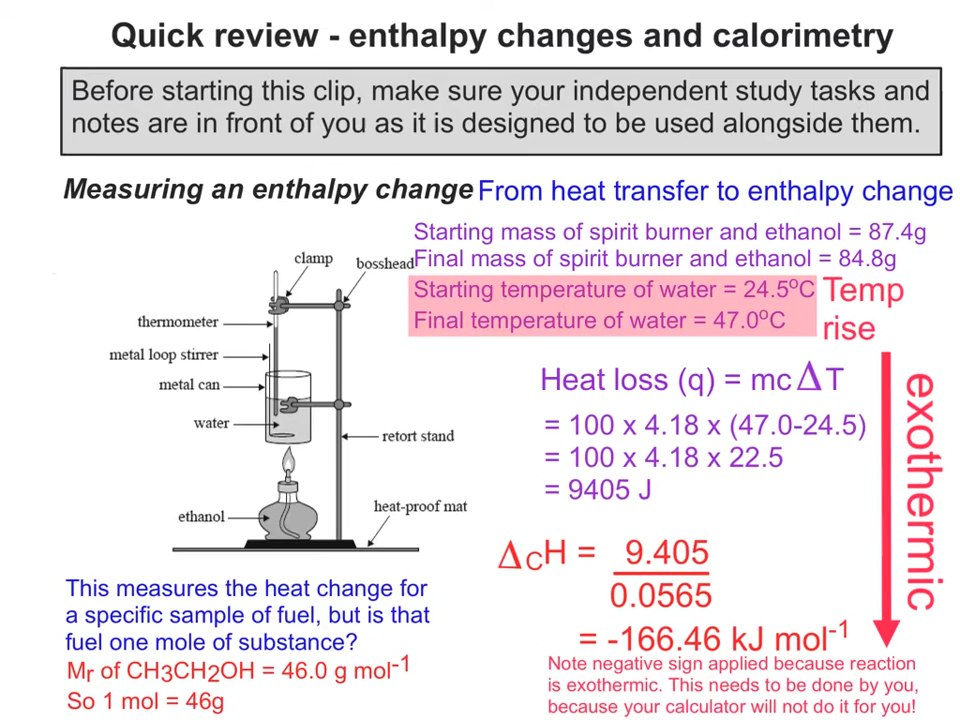 Quick review - enthalpy changes and calorimetry
Before starting this clip, make sure your independent study tasks and
notes are in front of you as it is designed to be used alongside them.
Measuring an enthalpy change From heat transfer to enthalpy change
Starting mass of spirit burner and ethanol = 87.4g
Final mass of spirit burner and ethanol = 84.8g
Starting temperature of water = 24.5ºC
Final temperature of water = 47.0ºC
Temp
rise
clamp
bosshead
thermometer
metal loop stirrer
metal can
water
retort stand
ethanol
heat-proof mat
Heat loss (q) = mcΔT
= 100 x 4.18 x (47.0-24.5)
= 100 x 4.18 x 22.5
= 9405 J
exothermic
ΔCH = 9.405
0.0565
= -166.46 kJ mol⁻¹
Note negative sign applied because reaction
is exothermic. This needs to be done by you,
because your calculator will not do it for you!
This measures the heat change for
a specific sample of fuel, but is that
fuel one mole of substance?
Mr of CH3CH2OH = 46.0 g mol⁻¹
So 1 mol = 46g